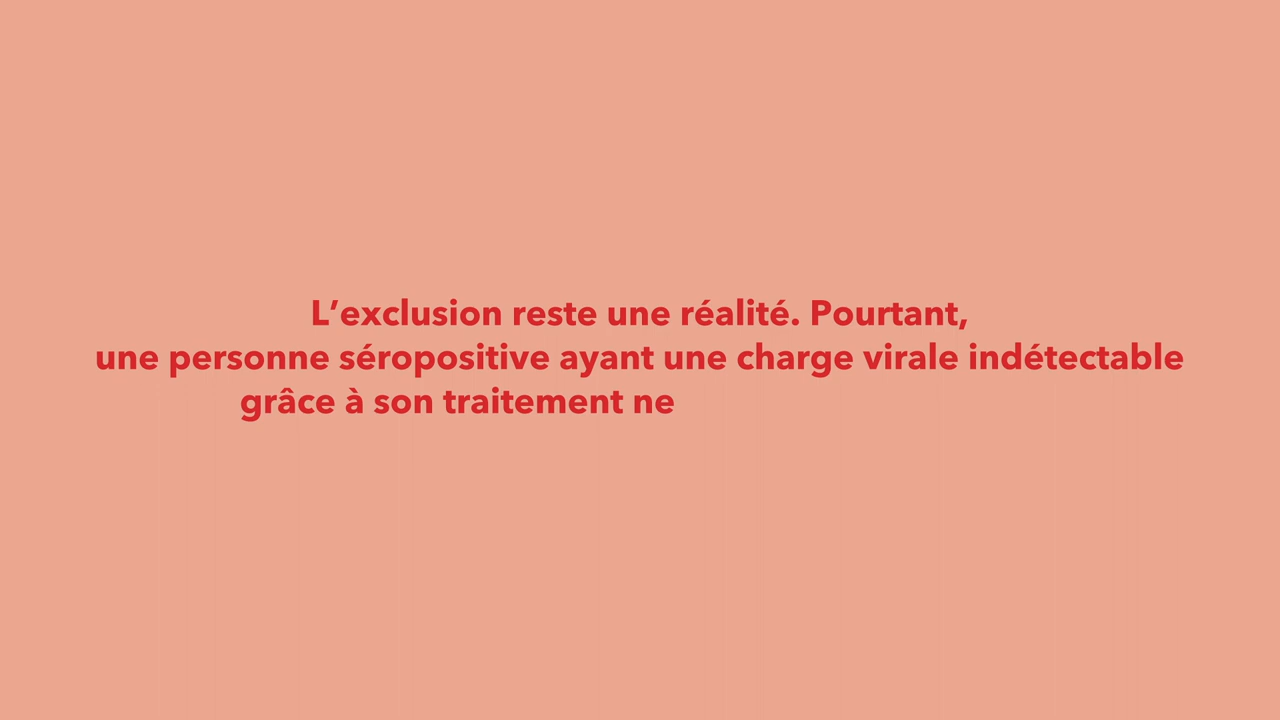 L’exclusion reste une réalité. Pourtant,
une personne séropositive ayant une charge virale indétectable
grâce à son traitement ne